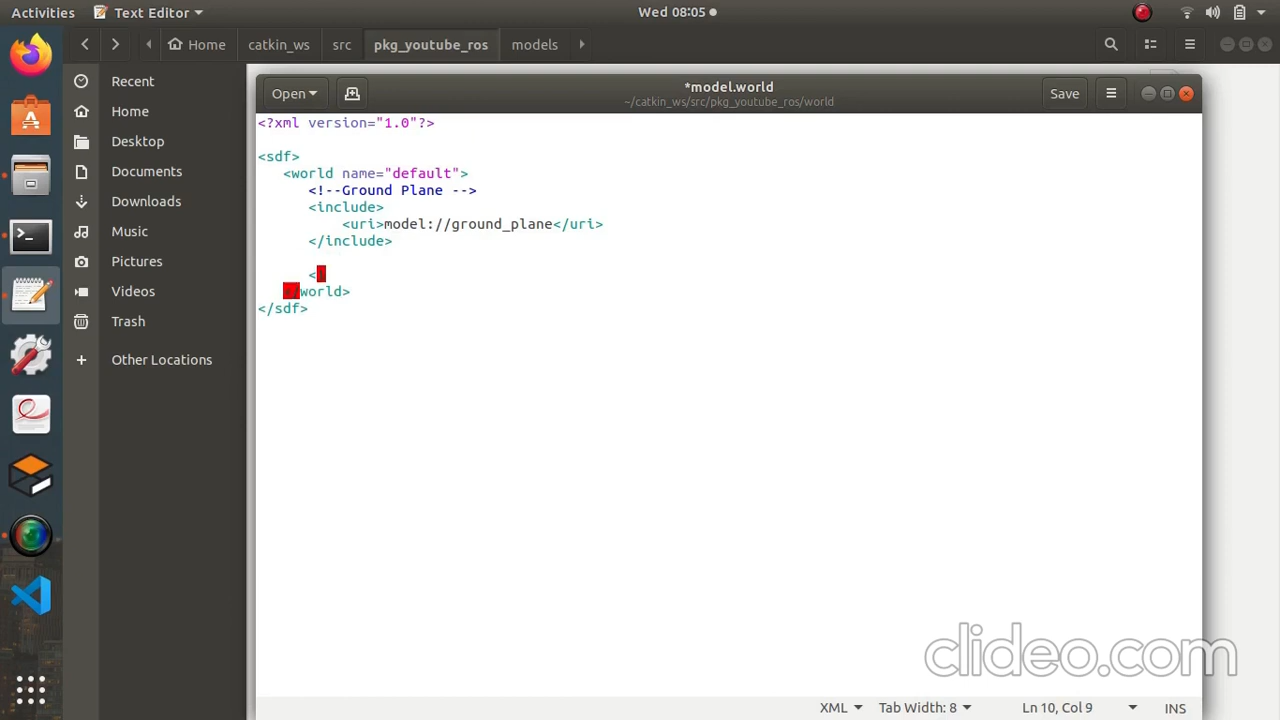 Activities Text Editor Wed 08:05
Home catkin_ws src pkg_youtube_ros models
Recent
Home
Desktop
Documents
Downloads
Music
Pictures
Videos
Trash
Other Locations
Open *model.world Save
~/catkin_ws/src/pkg_youtube_ros/world
<?xml version="1.0"?>
<sdf>
<world name="default">
<!--Ground Plane -->
<include>
<uri>model://ground_plane</uri>
</include>
<!
</world>
</sdf>
clideo.com
XML Tab Width: 8 Ln 10, Col 9 INS